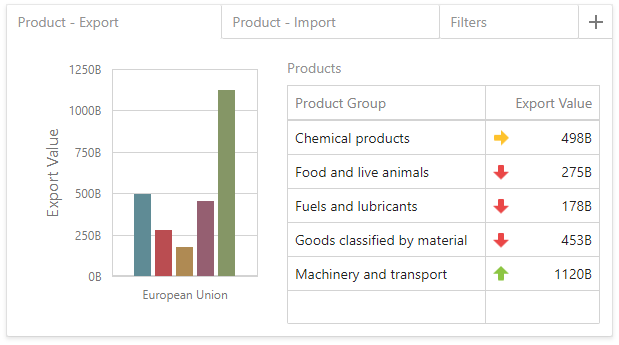 Product - Export
Product - Import
Filters
Export Value
1250B
1000B
750B
500B
250B
0B
European Union
Products
Product Group Export Value
Chemical products 498B
Food and live animals 275B
Fuels and lubricants 178B
Goods classified by material 453B
Machinery and transport 1120B